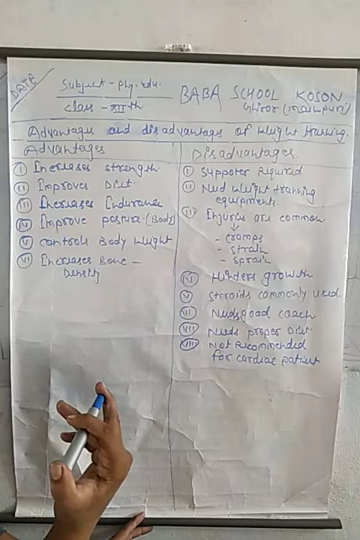 DATE
Subject - Phy. edu.
BABA SCHOOL KOSON
Class - th
Ghiror (mainpuri)
Advantages and disadvantages of weight training.
Advantages
I Increases strength
II Improves Diet
III Increases Endurance
IV Improve posture (Body)
V Controls Body weight
VI Increases Bone -
Density
Disadvantages
I Suppoter Required
II Need weight training
equipments
III Injuries are common
↓
- cramps
- strain
- sprain
IV Hinders growth
V Steroids commonly used.
VI Needs good coach
VII Needs proper Diet.
VIII Not Recommended
for cardiac patient